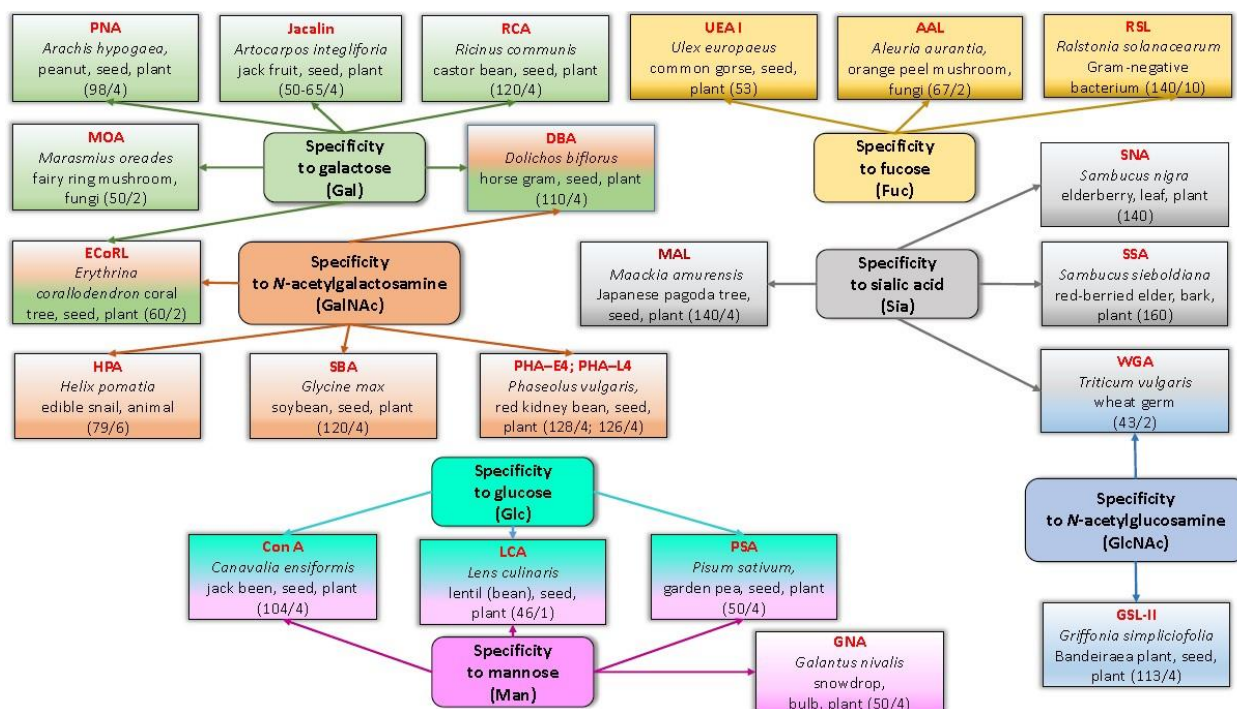 PNA
Arachis hypogaea,
peanut, seed, plant
(98/4)
Jacalin
Artocarpos integliforia
jack fruit, seed, plant
(50-65/4)
RCA
Ricinus communis
castor bean, seed, plant
(120/4)
UEA I
Ulex europaeus
common gorse, seed,
plant (53)
AAL
Aleuria aurantia,
orange peel mushroom,
fungi (67/2)
RSL
Ralstonia solanacearum
Gram-negative
bacterium (140/10)
MOA
Marasmius oreades
fairy ring mushroom,
fungi (50/2)
Specificity
to galactose
(Gal)
DBA
Dolichos biflorus
horse gram, seed, plant
(110/4)
Specificity
to fucose
(Fuc)
SNA
Sambucus nigra
elderberry, leaf, plant
(140)
ECoRL
Erythrina
corallodendron coral
tree, seed, plant (60/2)
Specificity
to N-acetylgalactosamine
(GalNAc)
MAL
Maackia amurensis
Japanese pagoda tree,
seed, plant (140/4)
Specificity
to sialic acid
(Sia)
SSA
Sambucus sieboldiana
red-berried elder, bark,
plant (160)
HPA
Helix pomatia
edible snail, animal
(79/6)
SBA
Glycine max
soybean, seed, plant
(120/4)
PHA–E4; PHA–L4
Phaseolus vulgaris,
red kidney bean, seed,
plant (128/4; 126/4)
WGA
Triticum vulgaris
wheat germ
(43/2)
Specificity
to glucose
(Glc)
Specificity
to N-acetylglucosamine
(GlcNAc)
Con A
Canavalia ensiformis
jack been, seed, plant
(104/4)
LCA
Lens culinaris
lentil (bean), seed,
plant (46/1)
PSA
Pisum sativum,
garden pea, seed, plant
(50/4)
Specificity
to mannose
(Man)
GNA
Galantus nivalis
snowdrop,
bulb, plant (50/4)
GSL-II
Griffonia simpliciofolia
Bandeiraea plant, seed,
plant (113/4)